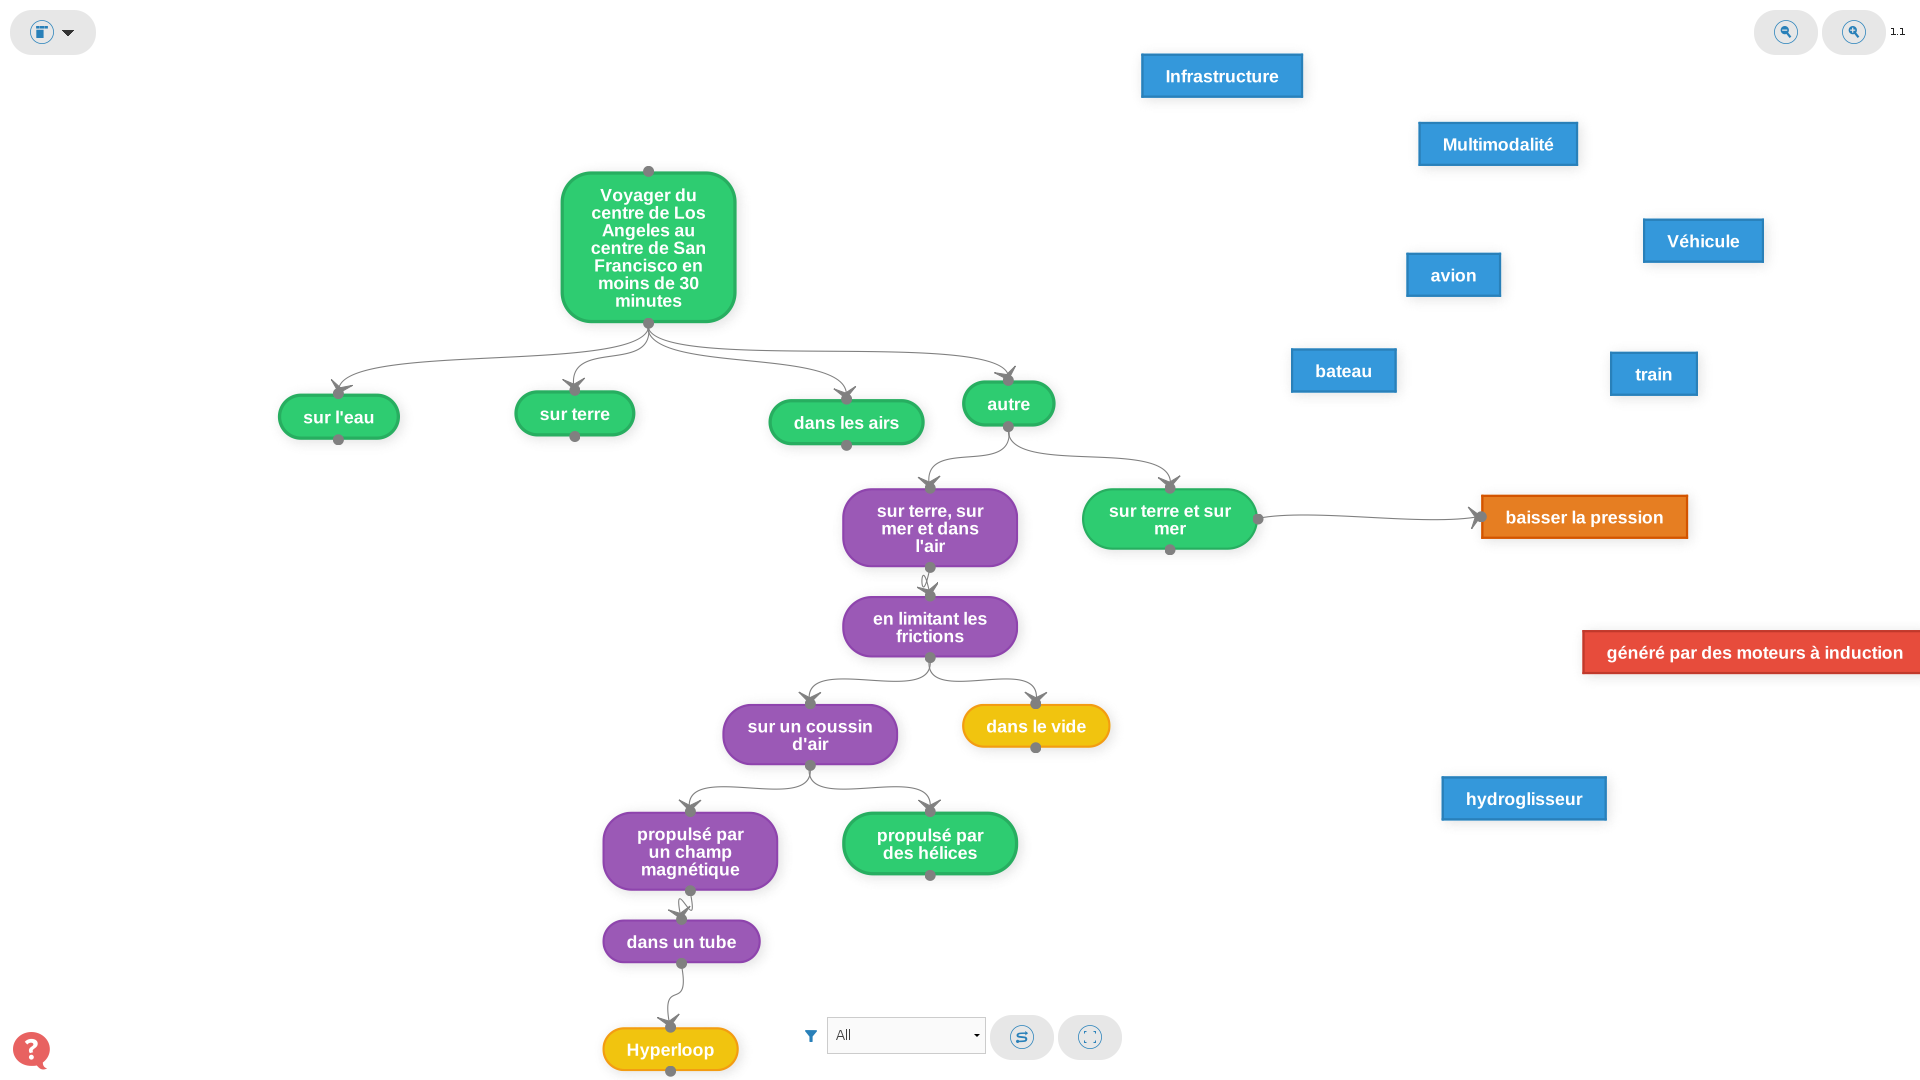 1.1
Infrastructure
Multimodalité
Voyager du
centre de Los
Angeles au
centre de San
Francisco en
moins de 30
minutes
Véhicule
avion
bateau
train
sur l'eau
sur terre
dans les airs
autre
sur terre, sur
mer et dans
l'air
sur terre et sur
mer
baisser la pression
en limitant les
frictions
généré par des moteurs à induction
sur un coussin
d'air
dans le vide
hydroglisseur
propulsé par
un champ
magnétique
propulsé par
des hélices
dans un tube
Hyperloop
All
?